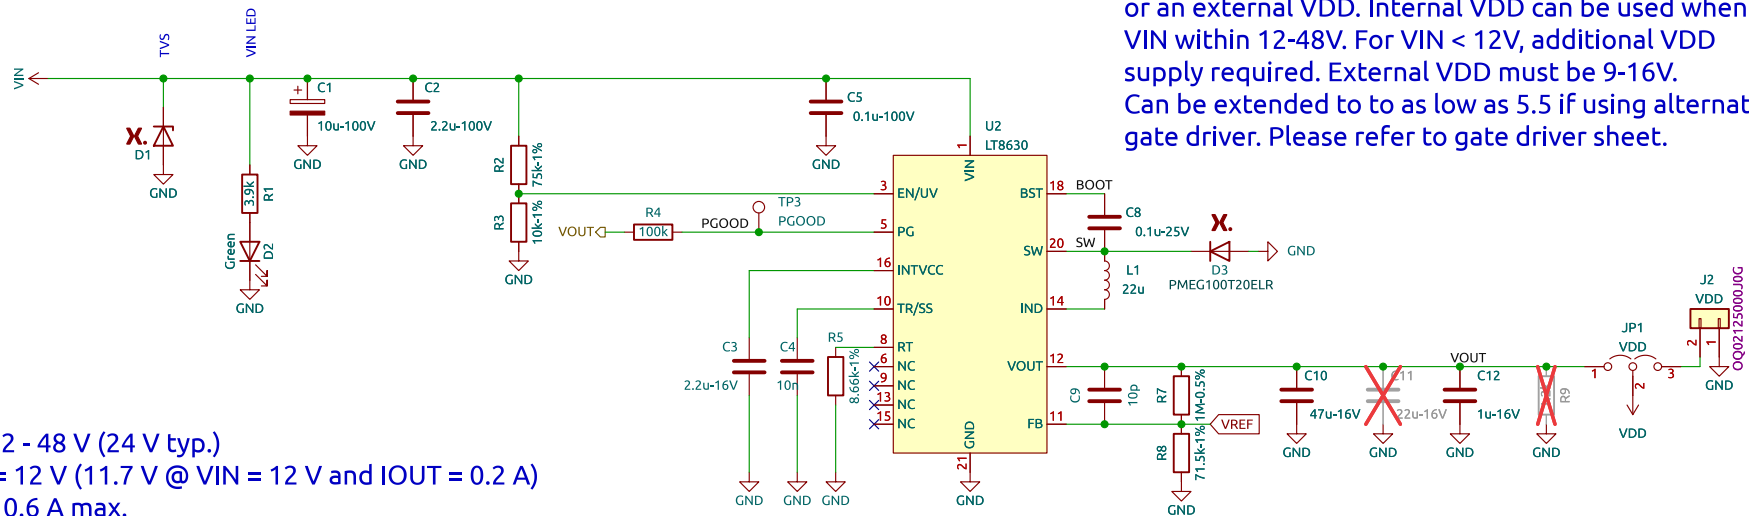 or an external VDD. Internal VDD can be used when
VIN within 12-48V. For VIN < 12V, additional VDD
supply required. External VDD must be 9-16V.
Can be extended to to as low as 5.5 if using alternat
gate driver. Please refer to gate driver sheet.
VIN
TVS
VIN LED
X.
D1
GND
3.9k
R1
Green
D2
GND
+
C1
10u-100V
GND
C2
2.2u-100V
GND
R2
75k-1%
R3
10k-1%
GND
C5
0.1u-100V
GND
U2
LT8630
1
VIN
3
EN/UV
VOUT
R4
100k
PGOOD
TP3
PGOOD
5
PG
16
INTVCC
10
TR/SS
8
RT
6
NC
9
NC
13
NC
15
NC
C3
2.2u-16V
GND
C4
10n
GND
R5
8.66k-1%
GND
GND
21
GND
BST
18
BOOT
C8
0.1u-25V
SW
20
SW
X.
D3
PMEG100T20ELR
GND
L1
22u
IND
14
VOUT
12
FB
11
C9
10p
R7
1M-0.5%
VREF
R8
71.5k-1%
GND
C10
47u-16V
GND
C11
22u-16V
GND
VOUT
C12
1u-16V
GND
R9
GND
JP1
VDD
1
2
3
VDD
J2
VDD
2
1
GND
OQ0212500J0G
2 - 48 V (24 V typ.)
= 12 V (11.7 V @ VIN = 12 V and IOUT = 0.2 A)
0.6 A max.